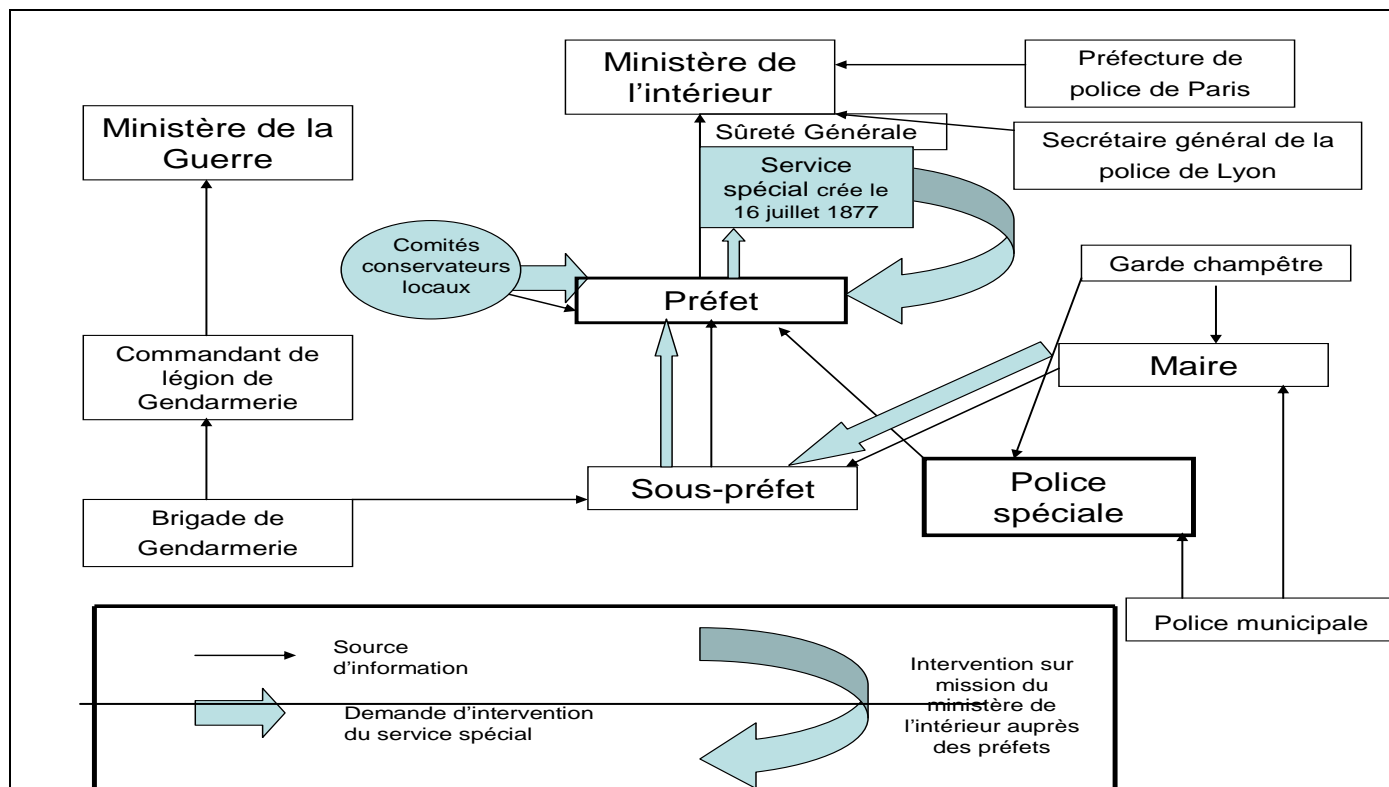 Ministère de
l'intérieur
Préfecture de
police de Paris
Ministère de la
Guerre
Sûreté Générale
Secrétaire général de la
police de Lyon
Service
spécial crée le
16 juillet 1877
Comités
conservateurs
locaux
Garde champêtre
Préfet
Commandant de
légion de
Gendarmerie
Maire
Sous-préfet
Police
spéciale
Brigade de
Gendarmerie
Police municipale
Source
d'information
Demande d'intervention
du service spécial
Intervention sur
mission du
ministère de
l'intérieur auprès
des préfets